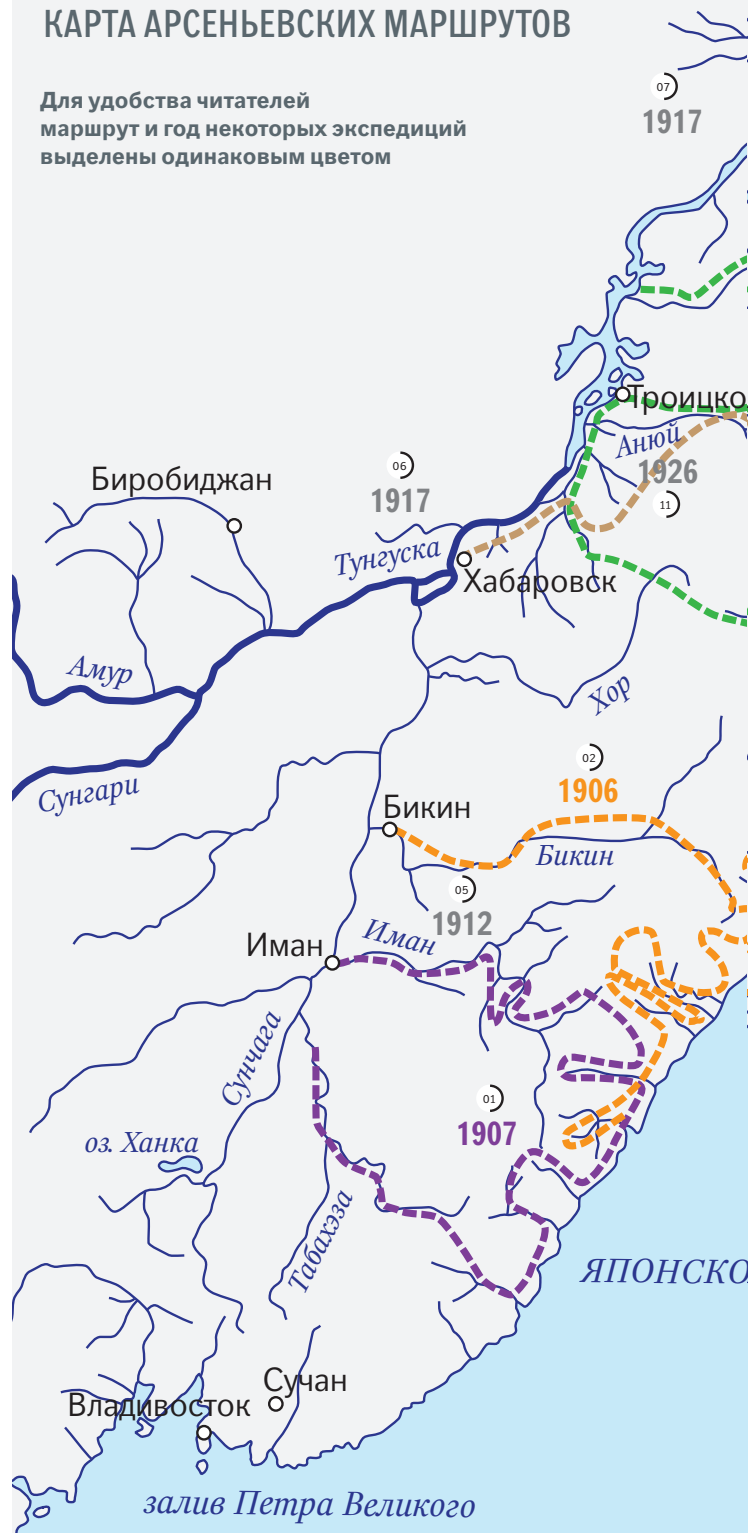 КАРТА АРСЕНЬЕВСКИХ МАРШРУТОВ
Для удобства читателей
маршрут и год некоторых экспедиций
выделены одинаковым цветом
07
1917
Троицко
Анюй
1926
11
06
1917
Биробиджан
Тунгуска
Хабаровск
Амур
Хор
Сунгари
02
1906
Бикин
Бикин
05
1912
Иман
Иман
Сунчага
01
1907
оз. Ханка
Табахэза
ЯПОНСКО
Сучан
Владивосток
залив Петра Великого